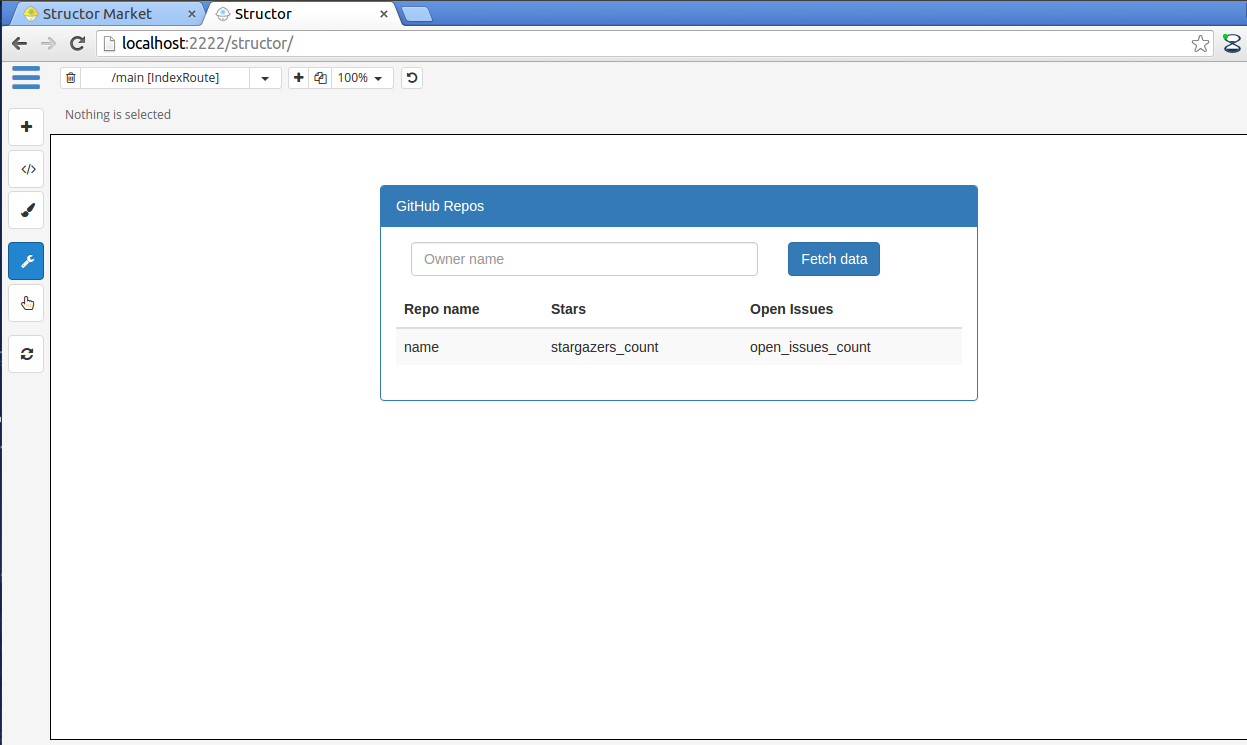 Structor Market
Structor
localhost:2222/structor/
/main [IndexRoute]
100%
Nothing is selected
GitHub Repos
Owner name
Fetch data
Repo name Stars Open Issues
name stargazers_count open_issues_count